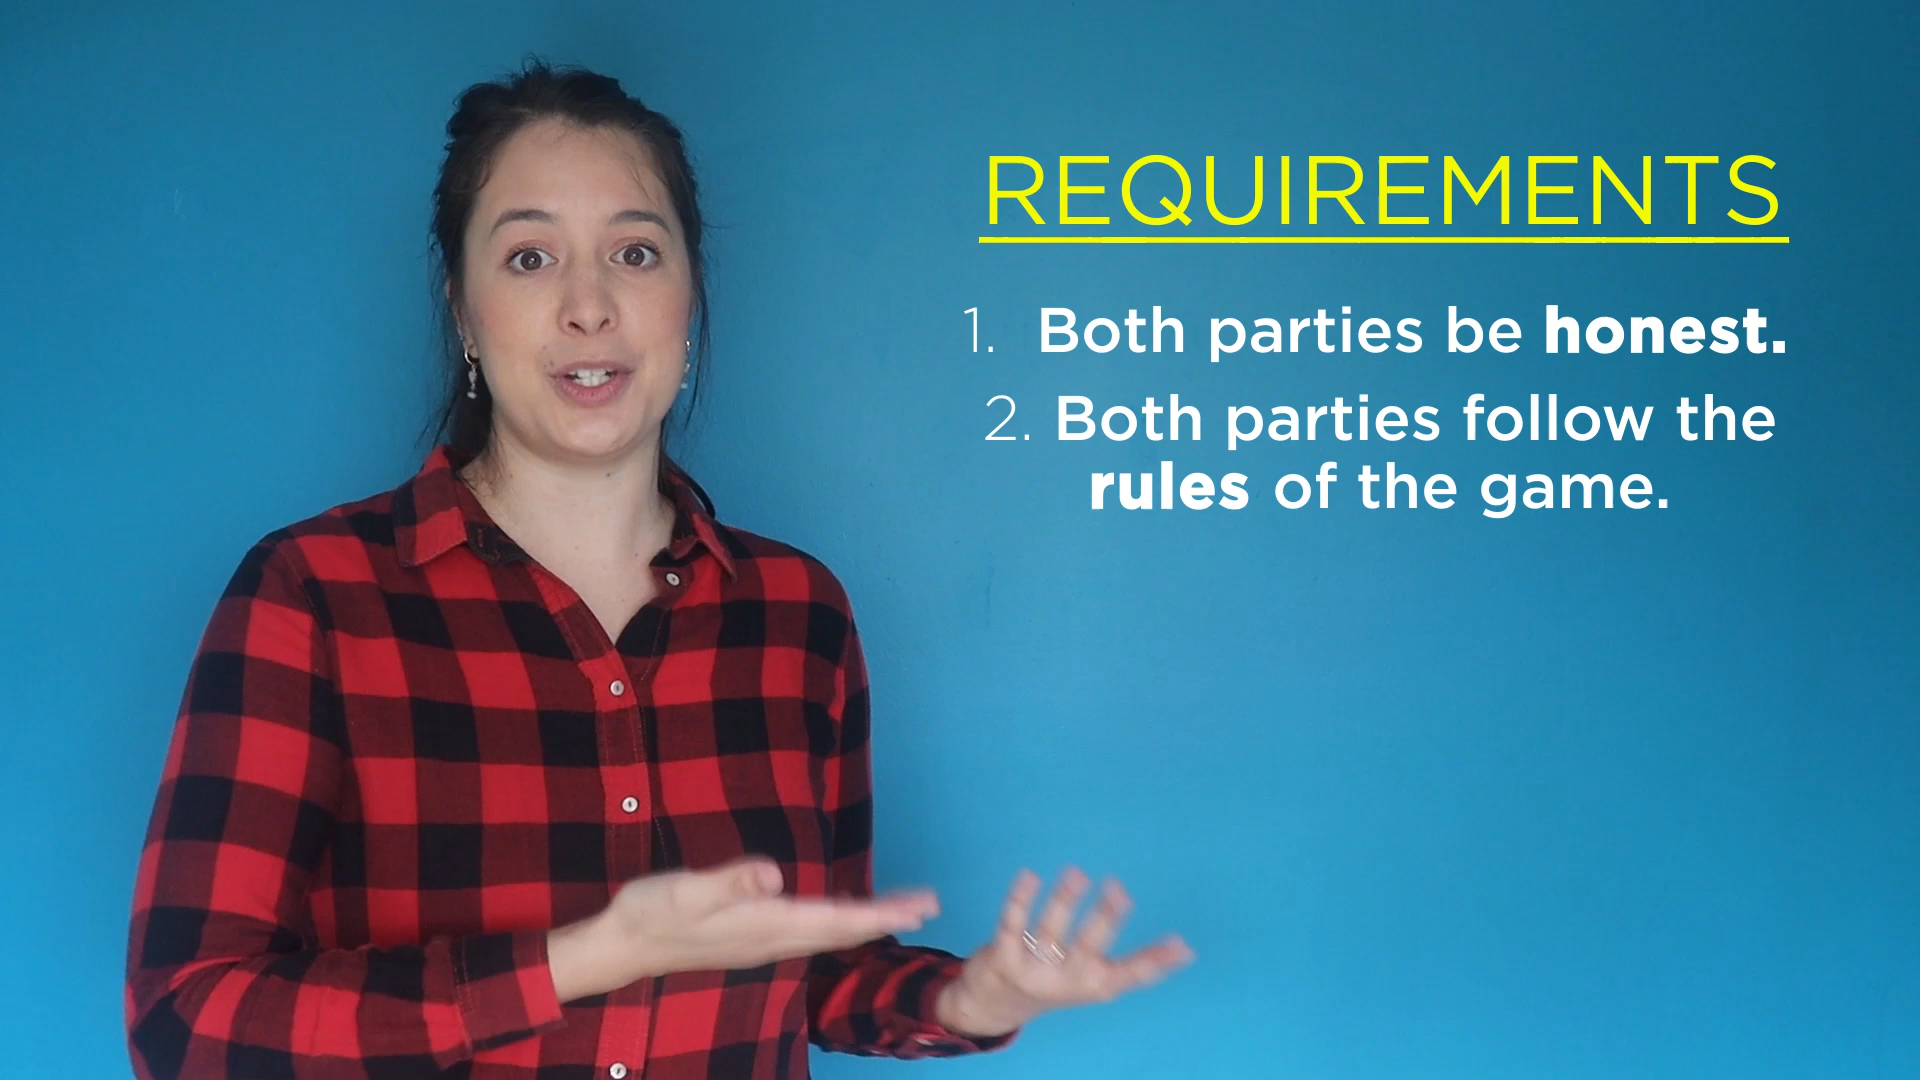 REQUIREMENTS
1. Both parties be honest.
2. Both parties follow the
rules of the game.